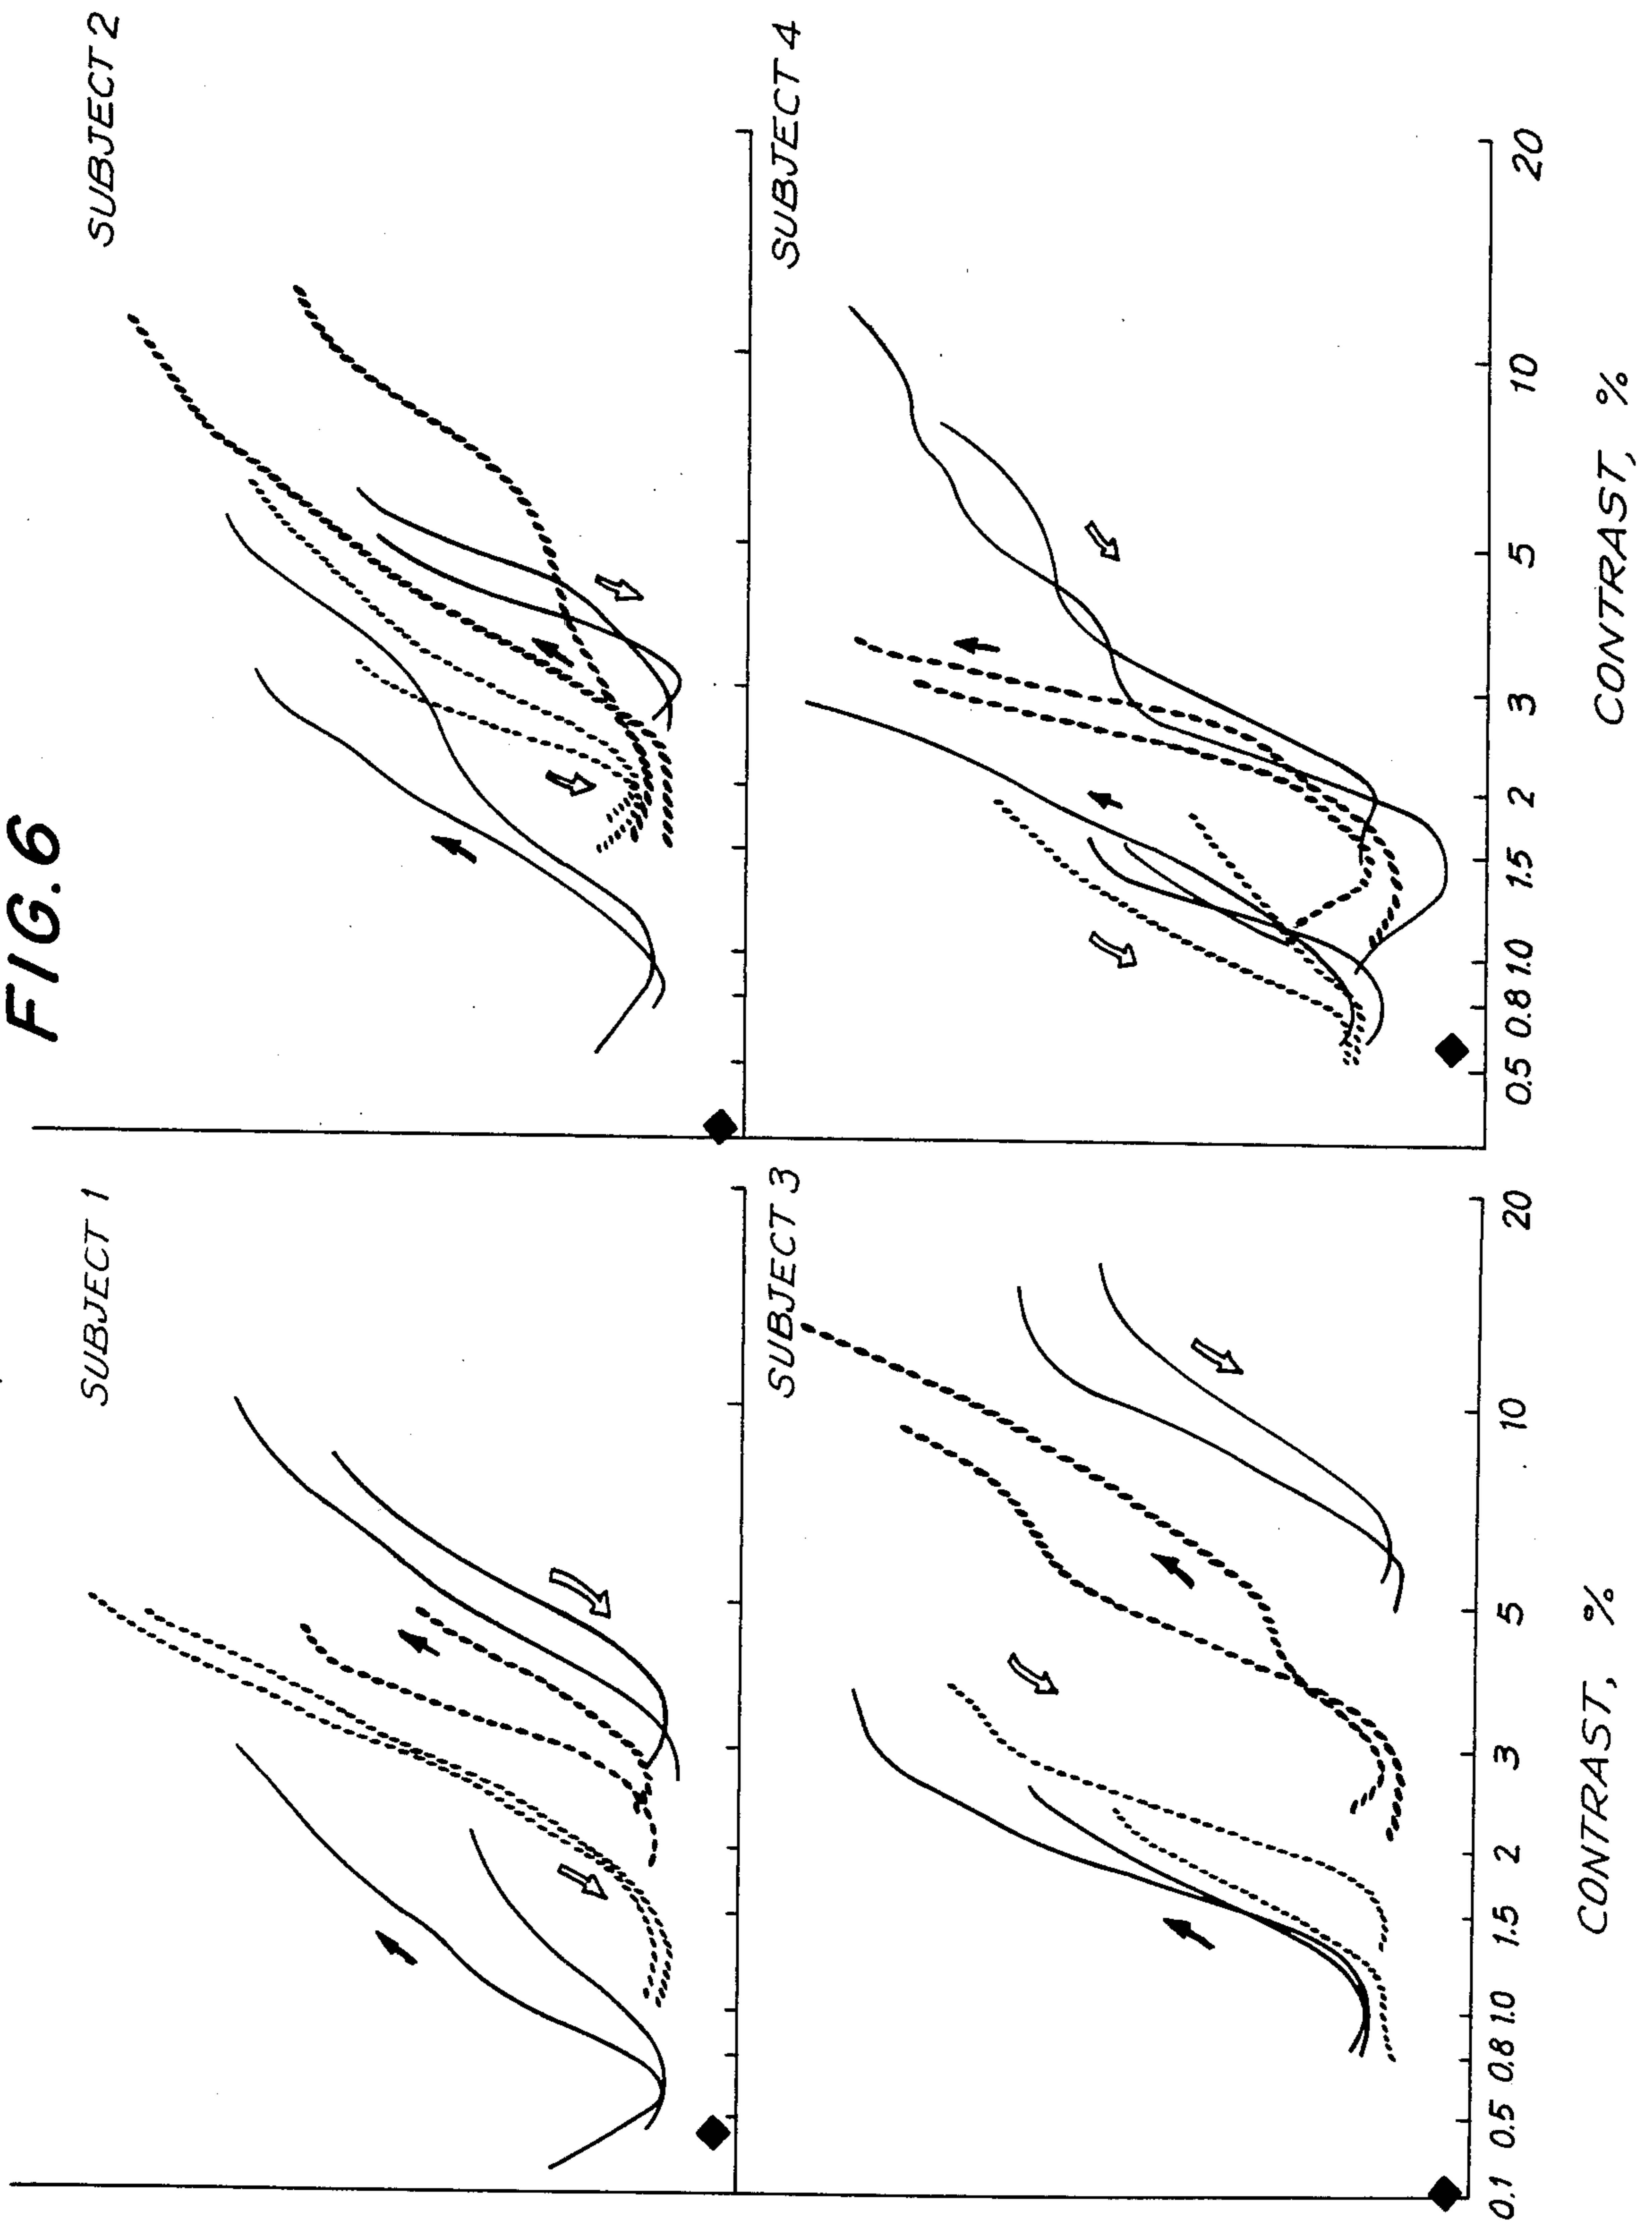 FIG.6
SUBJECT 1
SUBJECT 2
SUBJECT 3
SUBJECT 4
0.1 0.5 0.8 1.0 1.5 2 3 5 10 20
0.5 0.8 1.0 1.5 2 3 5 10 20
CONTRAST, %
CONTRAST, %